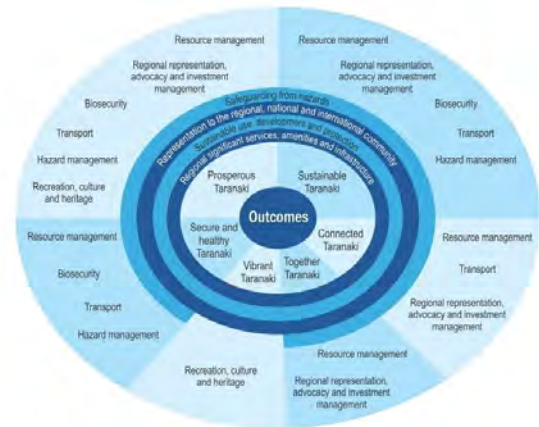 Resource management
Regional representation,
advocacy and investment
management
Biosecurity
Transport
Hazard management
Recreation, culture
and heritage
Resource management
Regional representation,
advocacy and investment
management
Biosecurity
Transport
Hazard management
Safeguarding from hazards
Representation to the regional, national and international community
Sustainable use, development and protection
Regional significant services, amenities and infrastructure
Prosperous
Taranaki
Sustainable
Taranaki
Outcomes
Secure and
healthy
Taranaki
Connected
Taranaki
Vibrant
Taranaki
Together
Taranaki
Resource management
Biosecurity
Transport
Hazard management
Resource management
Transport
Regional representation,
advocacy and investment
management
Recreation, culture
and heritage
Resource management
Regional representation,
advocacy and investment
management